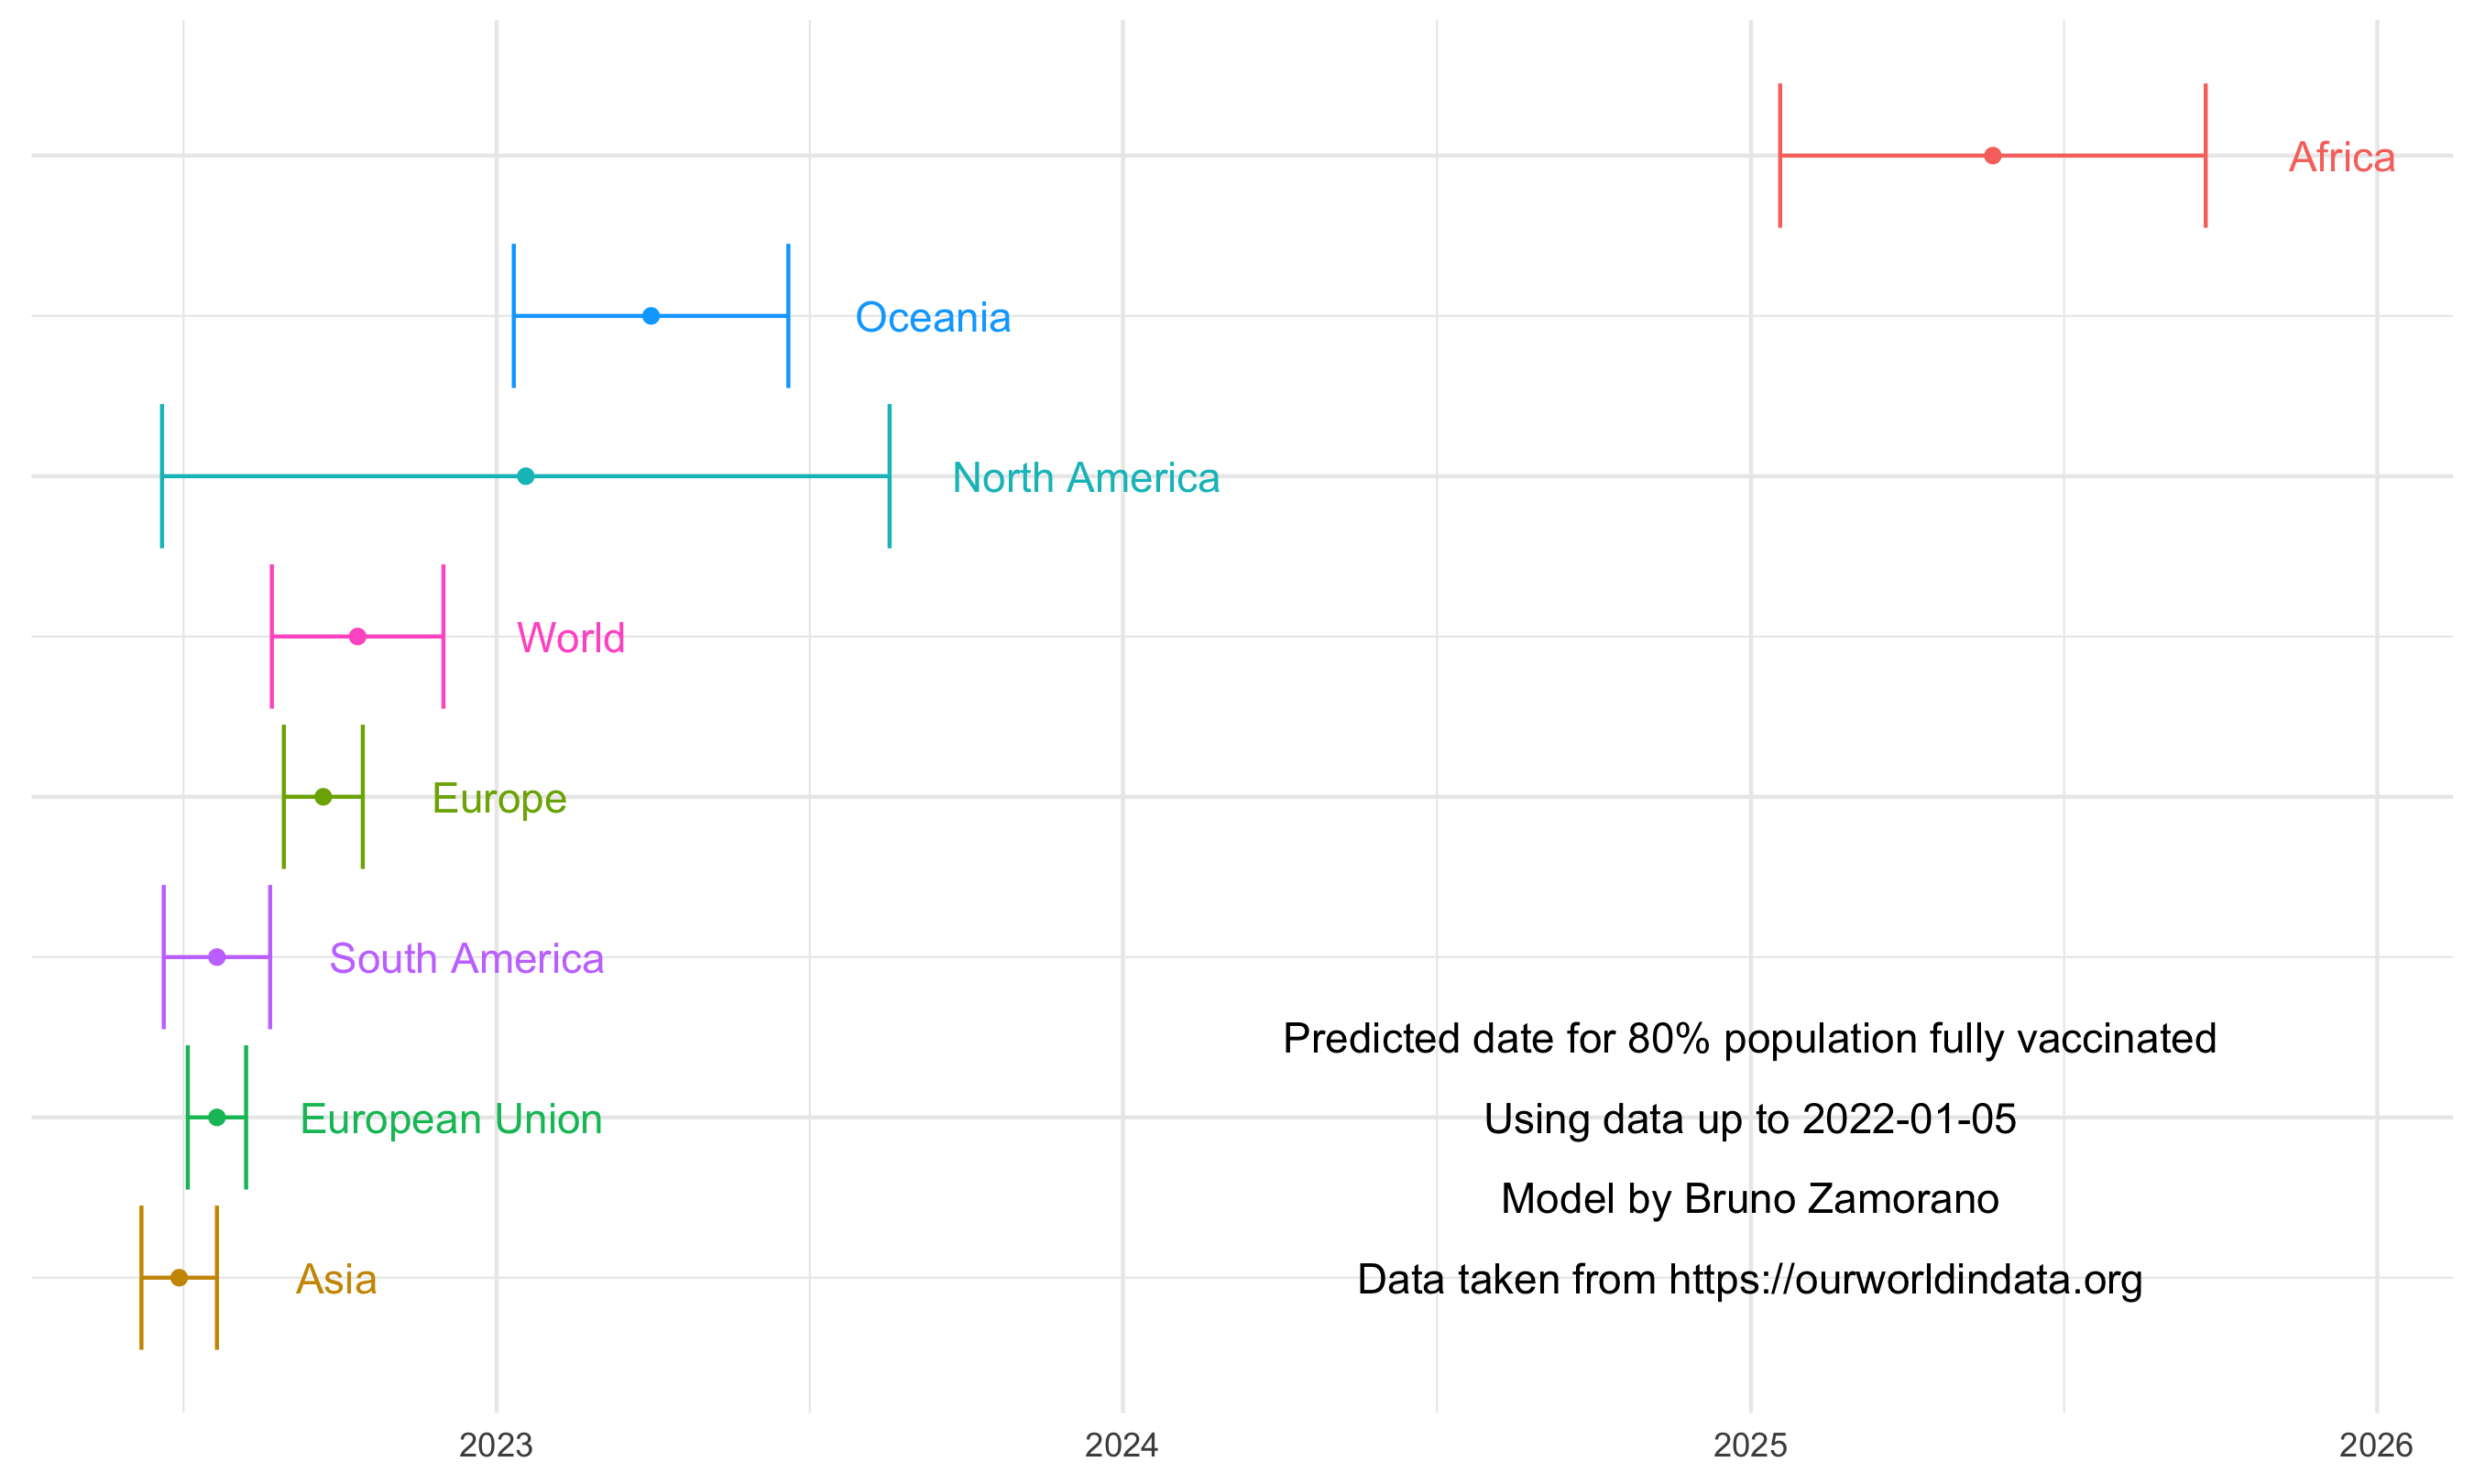 Africa
Oceania
North America
World
Europe
South America
Predicted date for 80% population fully vaccinated
European Union
Using data up to 2022-01-05
Model by Bruno Zamorano
Asia
Data taken from https://ourworldindata.org
2023
2024
2025
2026